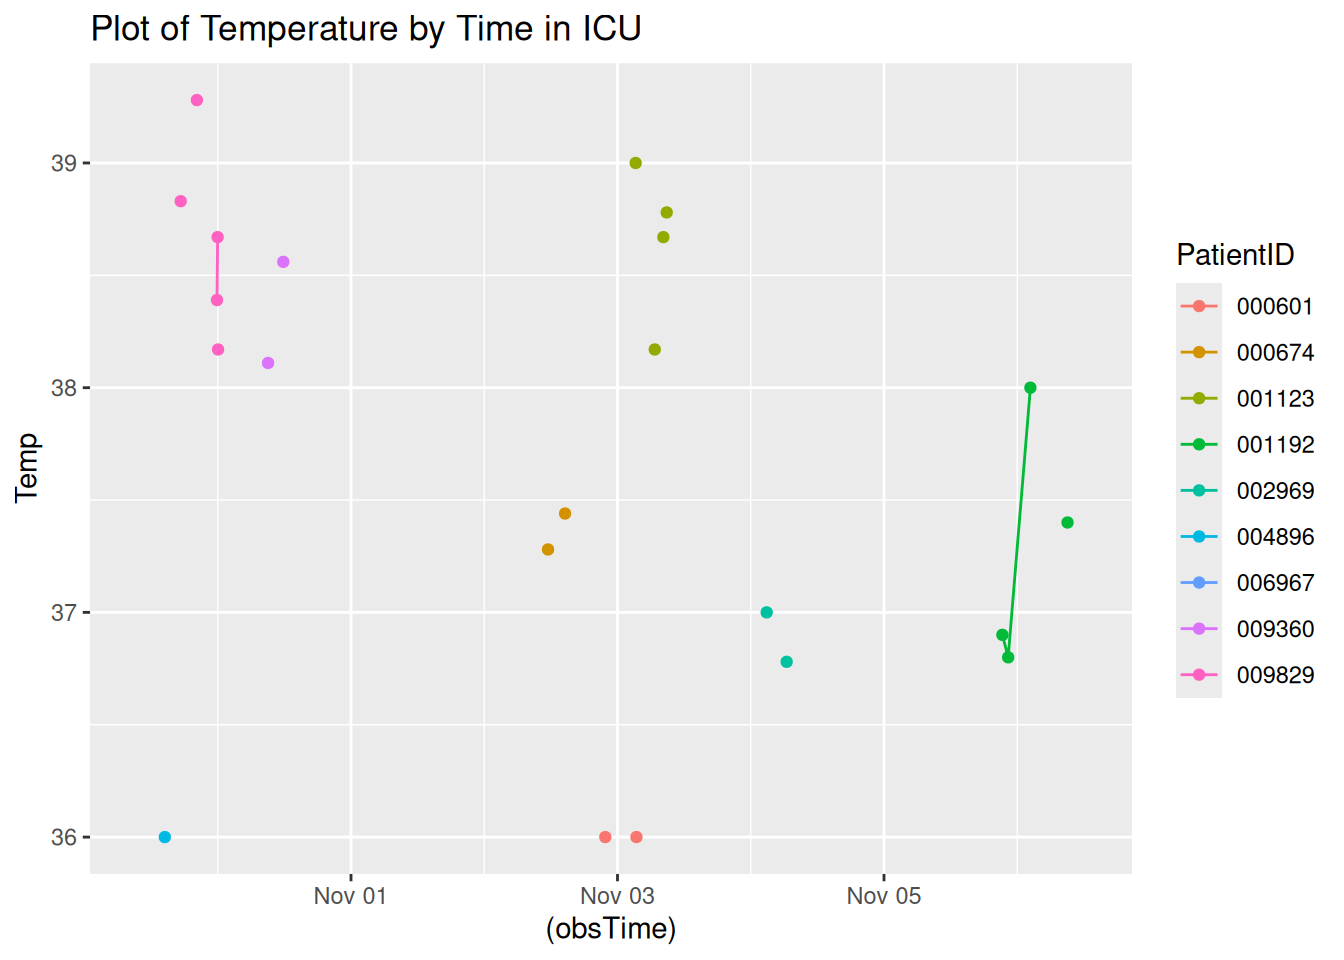 Plot of Temperature by Time in ICU
Temp
39
38
37
36
Nov 01
Nov 03
Nov 05
(obsTime)
PatientID
000601
000674
001123
001192
002969
004896
006967
009360
009829